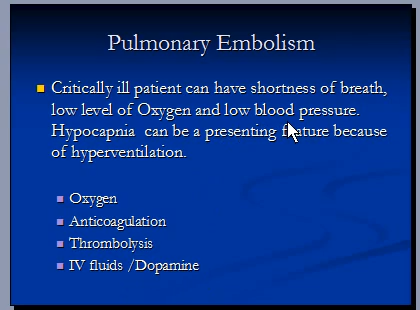 Pulmonary Embolism
Critically ill patient can have shortness of breath,
low level of Oxygen and low blood pressure.
Hypocapnia can be a presenting feature because
of hyperventilation.
Oxygen
Anticoagulation
Thrombolysis
IV fluids /Dopamine